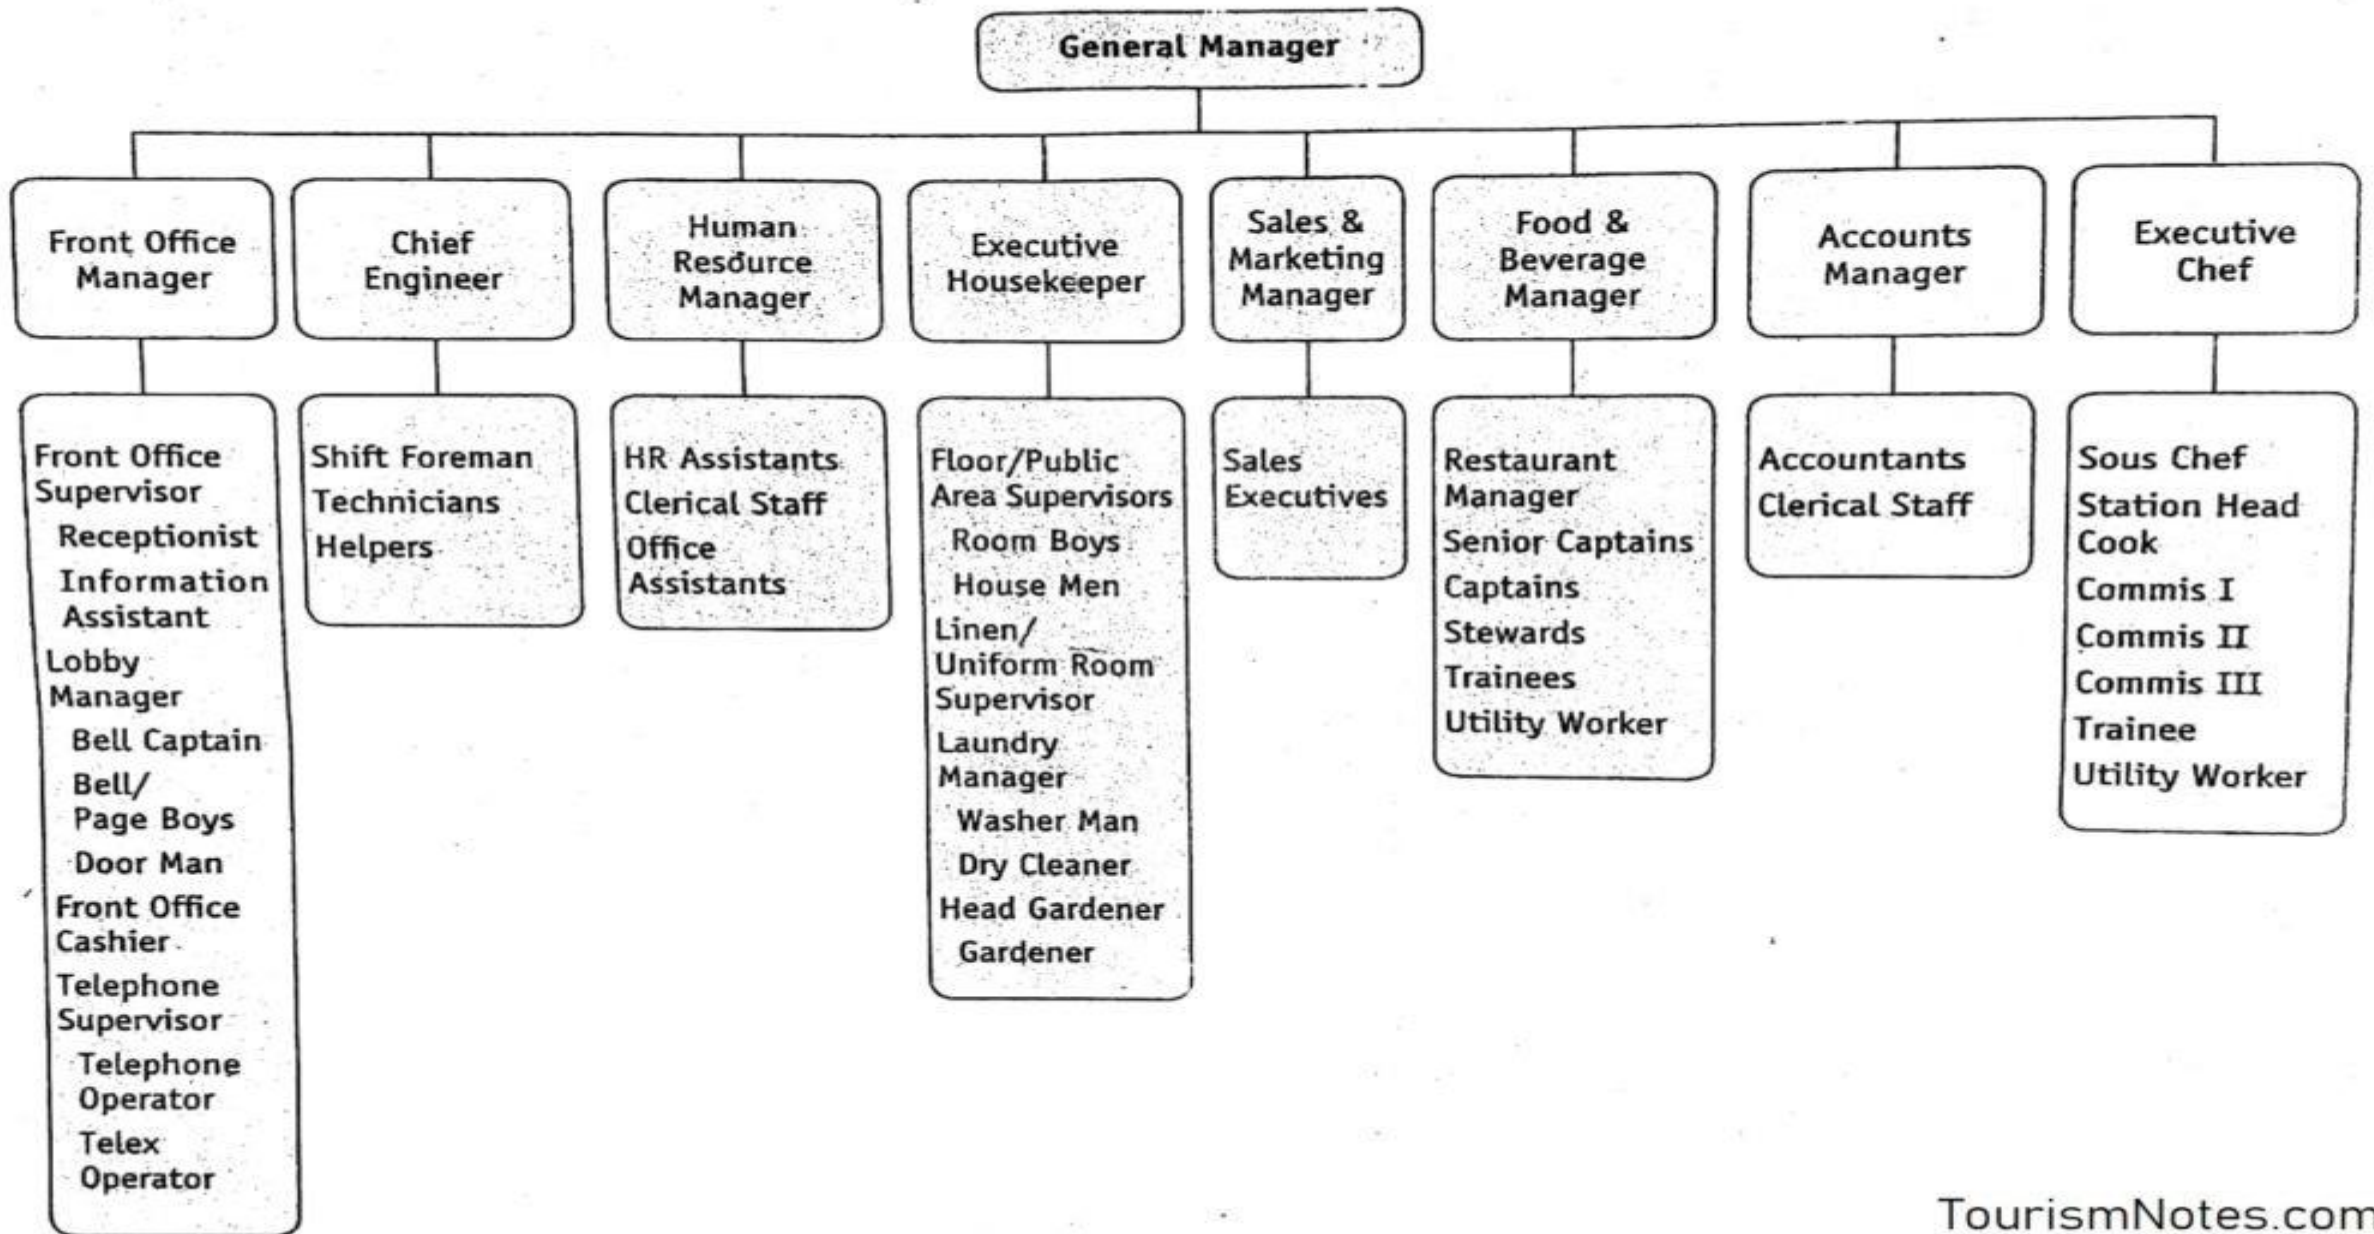 General Manager
Front Office
Manager
Chief
Engineer
Human
Resource
Manager
Executive
Housekeeper
Sales &
Marketing
Manager
Food &
Beverage
Manager
Accounts
Manager
Executive
Chef
Front Office
Supervisor
Receptionist
Information
Assistant
Lobby
Manager
Bell Captain
Bell/
Page Boys
Door Man
Front Office
Cashier
Telephone
Supervisor
Telephone
Operator
Telex
Operator
Shift Foreman
Technicians
Helpers
HR Assistants
Clerical Staff
Office
Assistants
Floor/Public
Area Supervisors
Room Boys
House Men
Linen/
Uniform Room
Supervisor
Laundry
Manager
Washer Man
Dry Cleaner
Head Gardener
Gardener
Sales
Executives
Restaurant
Manager
Senior Captains
Captains
Stewards
Trainees
Utility Worker
Accountants
Clerical Staff
Sous Chef
Station Head
Cook
Commis I
Commis II
Commis III
Trainee
Utility Worker
TourismNotes.com